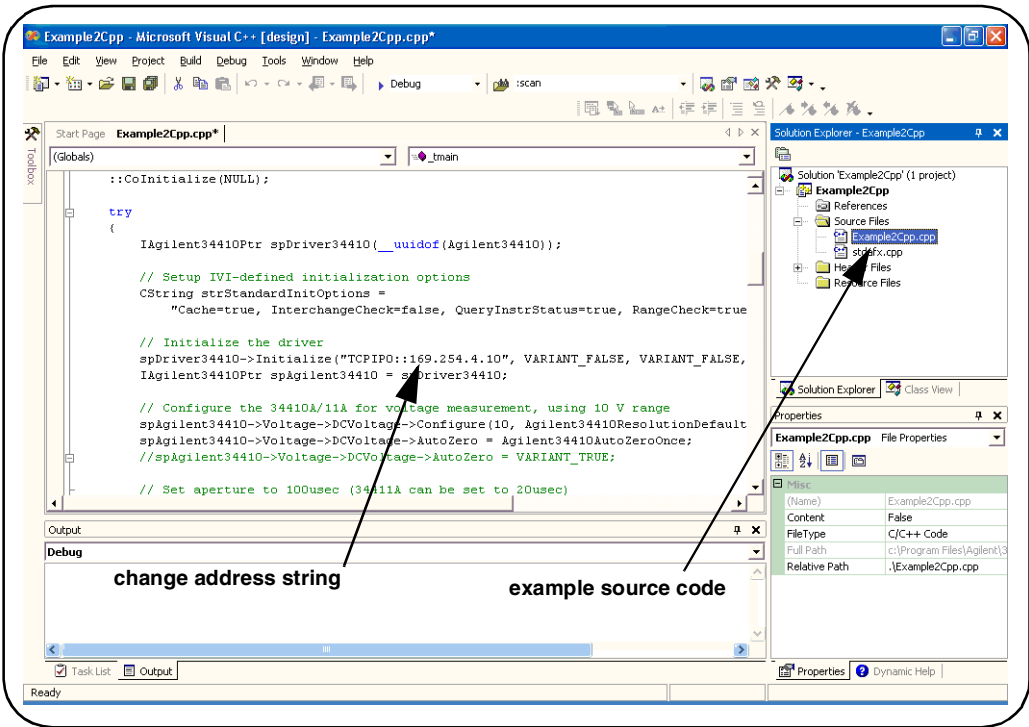 Example2Cpp - Microsoft Visual C++ [design] - Example2Cpp.cpp*
File Edit View Project Build Debug Tools Window Help
Debug :scan
Start Page Example2Cpp.cpp*
Toolbox
(Globals) _tmain
::CoInitialize(NULL);
try
{
IAgilent34410Ptr spDriver34410(__uuidof(Agilent34410));
// Setup IVI-defined initialization options
CString strStandardInitOptions =
"Cache=true, InterchangeCheck=false, QueryInstrStatus=true, RangeCheck=true
// Initialize the driver
spDriver34410->Initialize("TCPIP0::169.254.4.10", VARIANT_FALSE, VARIANT_FALSE,
IAgilent34410Ptr spAgilent34410 = spDriver34410;
// Configure the 34410A/11A for voltage measurement, using 10 V range
spAgilent34410->Voltage->DCVoltage->Configure(10, Agilent34410ResolutionDefault
spAgilent34410->Voltage->DCVoltage->AutoZero = Agilent34410AutoZeroOnce;
//spAgilent34410->Voltage->DCVoltage->AutoZero = VARIANT_TRUE;
// Set aperture to 100usec (34411A can be set to 20usec)
Solution Explorer - Example2Cpp
Solution 'Example2Cpp' (1 project)
Example2Cpp
References
Source Files
Example2Cpp.cpp
stdafx.cpp
Header Files
Resource Files
Solution Explorer Class View
Properties
Example2Cpp.cpp File Properties
Misc
(Name) Example2Cpp.cpp
Content False
FileType C/C++ Code
Full Path c:\Program Files\Agilent\3
Relative Path .\Example2Cpp.cpp
Output
Debug
change address string
example source code
Task List Output
Properties Dynamic Help
Ready